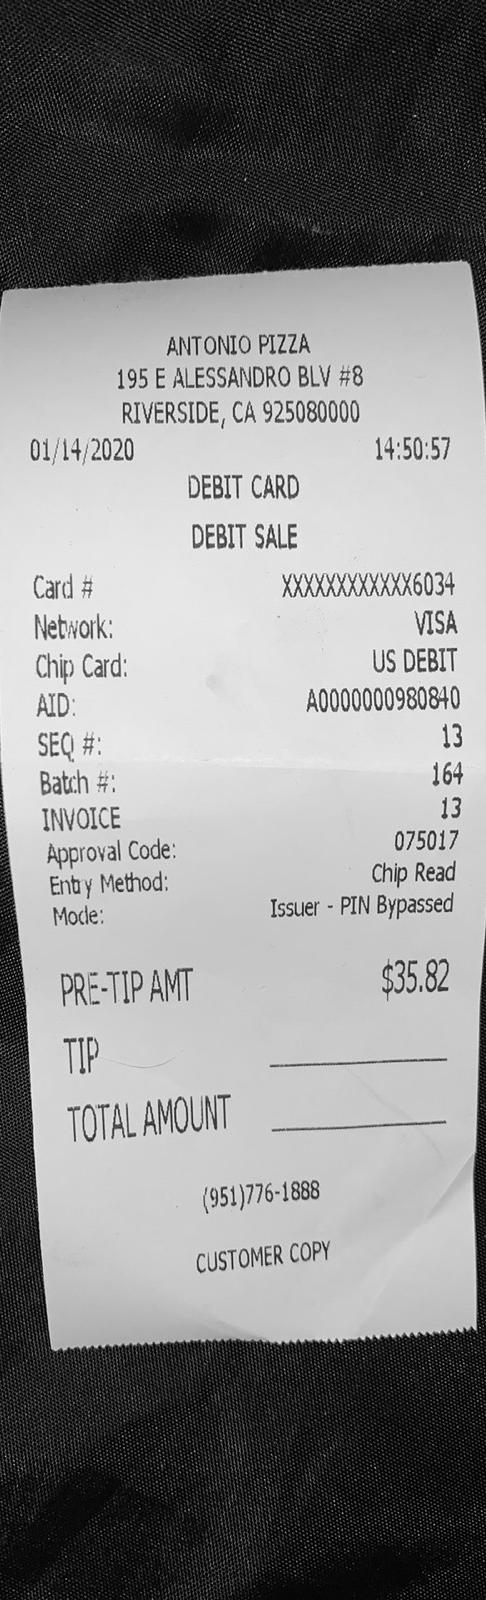 ANTONIO PIZZA
195 E ALESSANDRO BLV #8
RIVERSIDE, CA 925080000
01/14/2020 14:50:57
DEBIT CARD
DEBIT SALE
Card # XXXXXXXXXXXX6034
Network: VISA
Chip Card: US DEBIT
AID: A0000000980840
SEQ #: 13
Batch #: 164
INVOICE 13
Approval Code: 075017
Entry Method: Chip Read
Mode: Issuer - PIN Bypassed
PRE-TIP AMT $35.82
TIP
TOTAL AMOUNT
(951)776-1888
CUSTOMER COPY